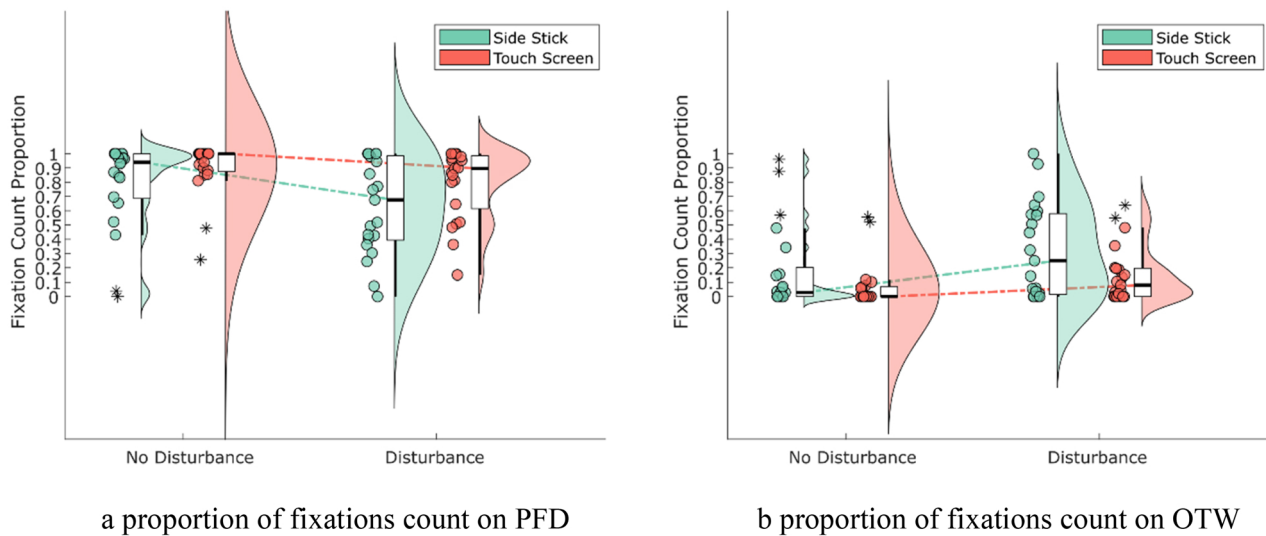 Side Stick
Touch Screen
Fixation Count Proportion
1
0.9
0.8
0.7
0.6
0.5
0.4
0.3
0.2
0.1
0
No Disturbance
Disturbance
a proportion of fixations count on PFD
Side Stick
Touch Screen
Fixation Count Proportion
1
0.9
0.8
0.7
0.6
0.5
0.4
0.3
0.2
0.1
0
No Disturbance
Disturbance
b proportion of fixations count on OTW